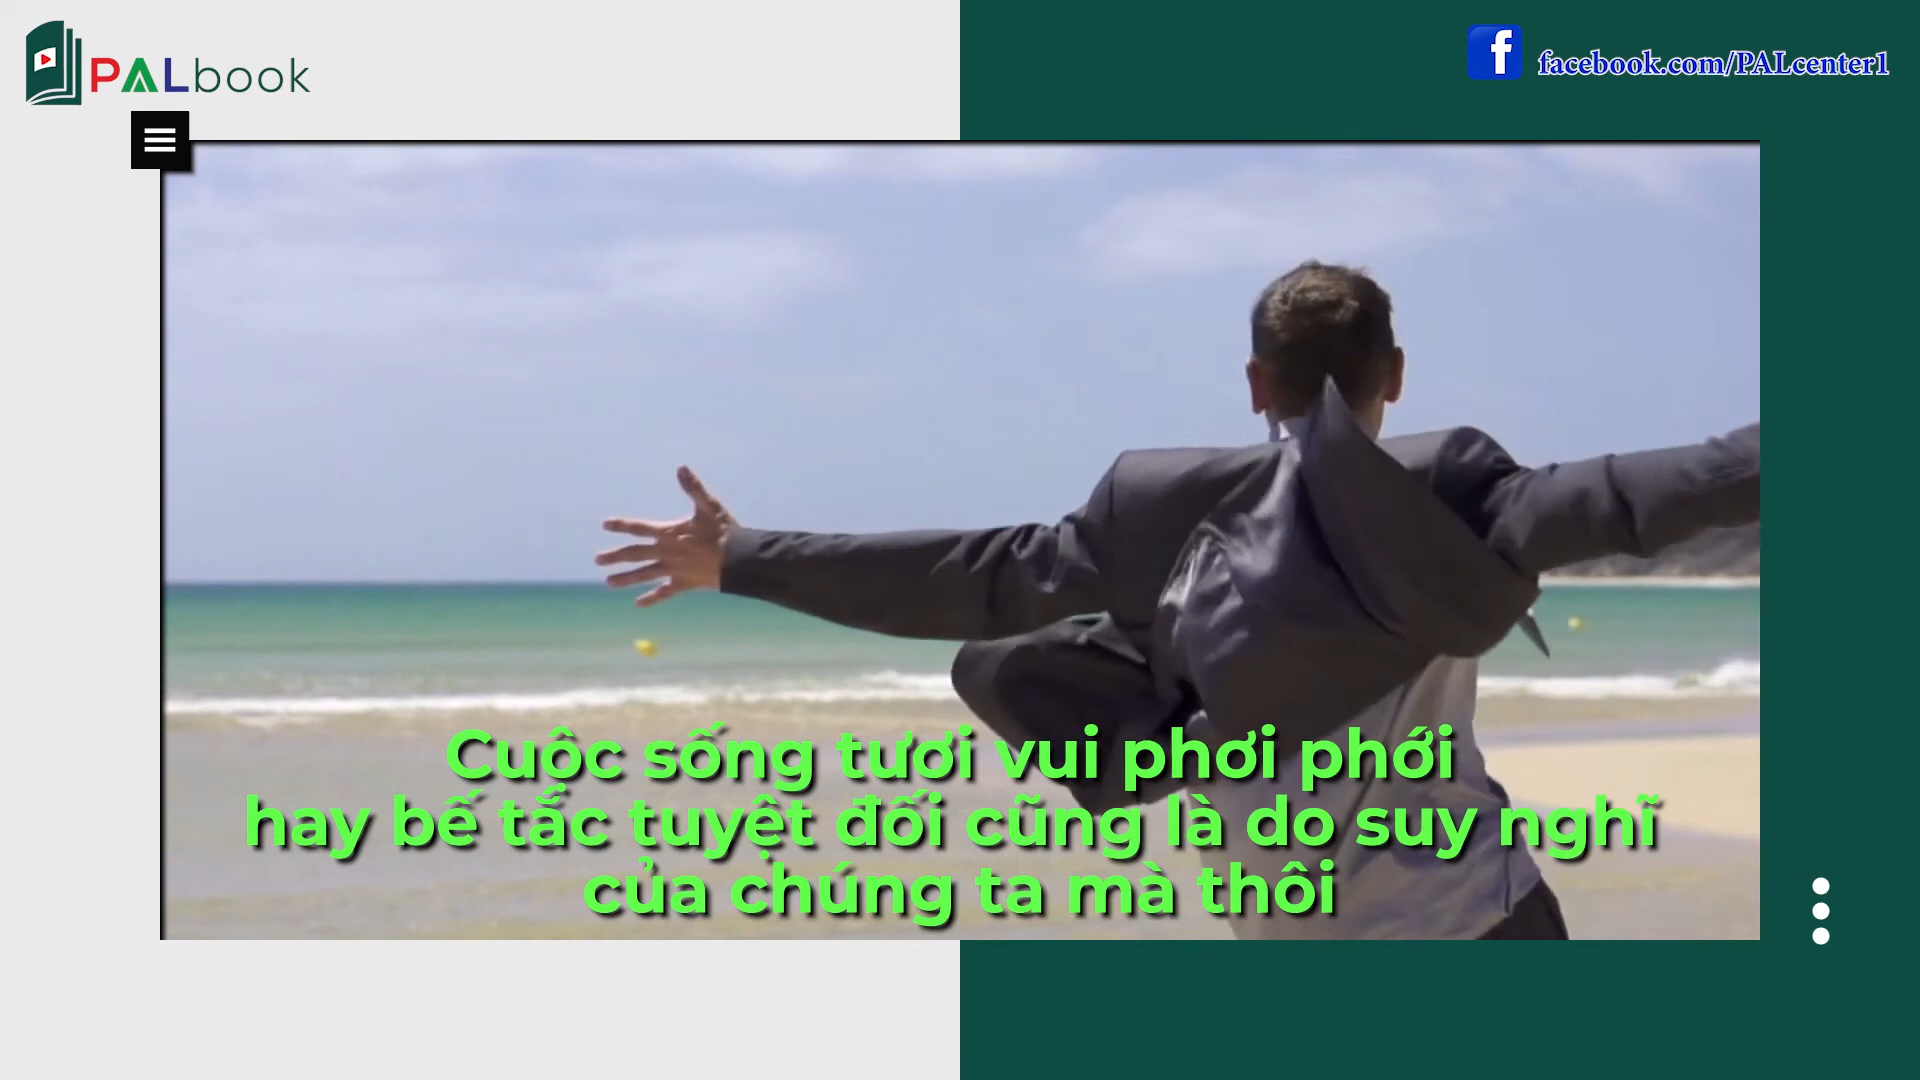 PALbook
facebook.com/PALcenter1
Cuộc sống tươi vui phơi phới
hay bế tắc tuyệt đối cũng là do suy nghĩ
của chúng ta mà thôi